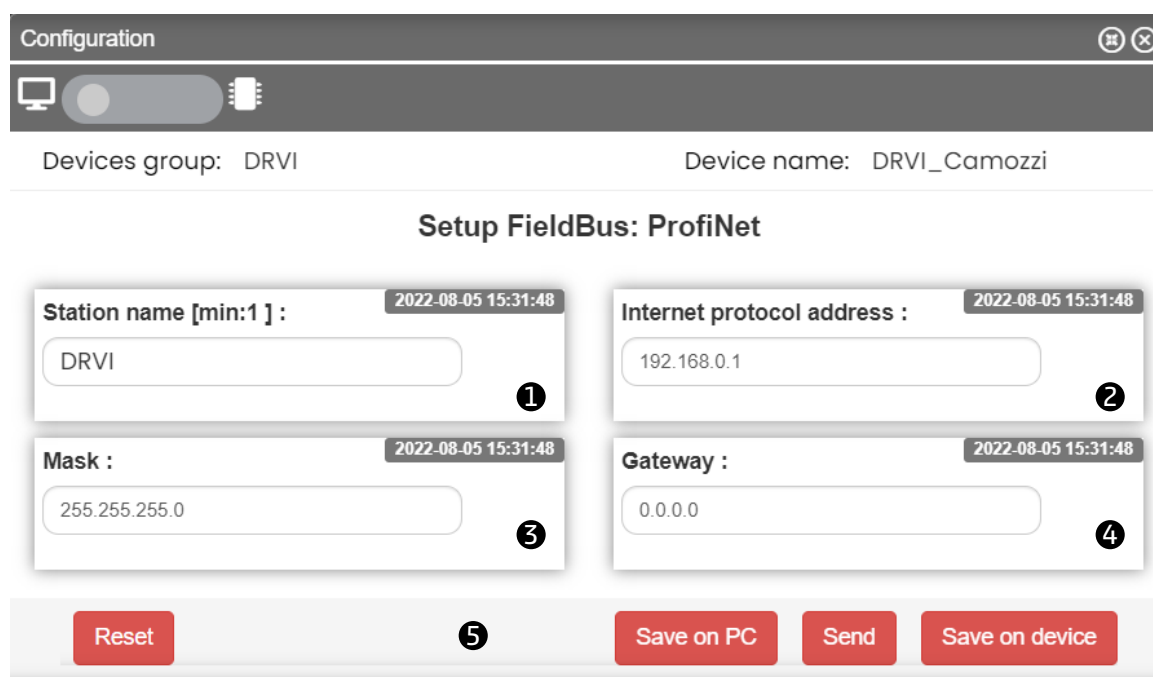 Configuration
Devices group: DRVI
Device name: DRVI_Camozzi
Setup FieldBus: ProfiNet
Station name [min:1 ] :
2022-08-05 15:31:48
DRVI
❶
Internet protocol address :
2022-08-05 15:31:48
192.168.0.1
❷
Mask :
2022-08-05 15:31:48
255.255.255.0
❸
Gateway :
2022-08-05 15:31:48
0.0.0.0
❹
Reset
❺
Save on PC
Send
Save on device